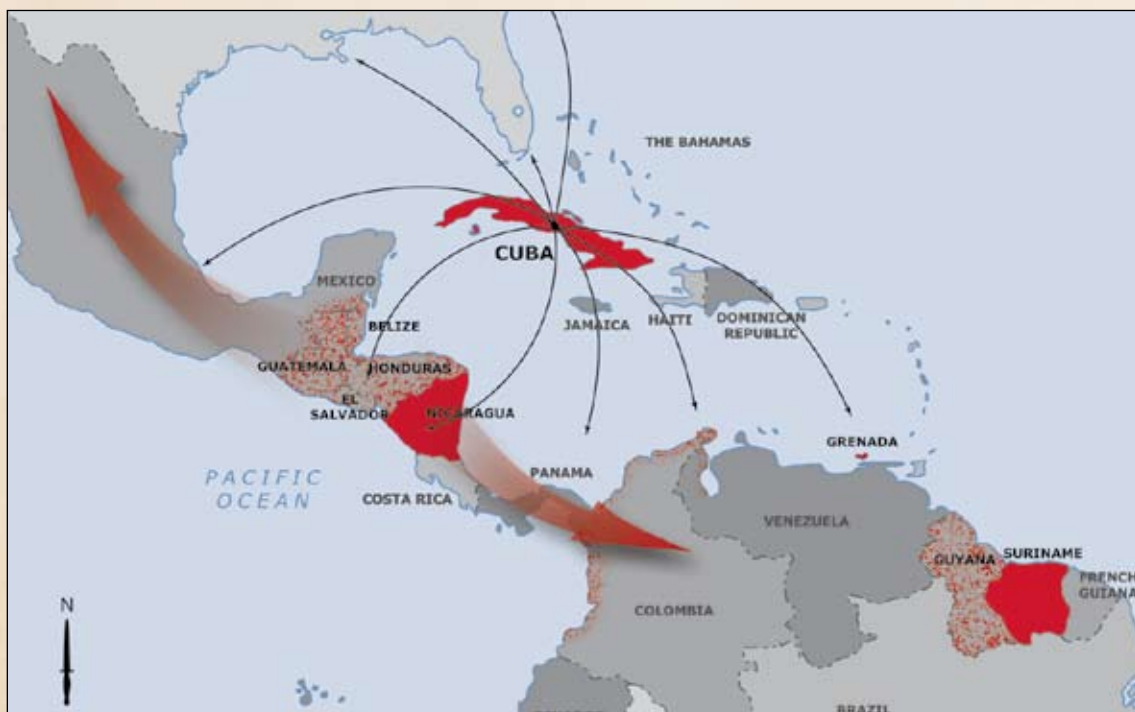 THE BAHAMAS
CUBA
MEXICO
JAMAICA
HAITI
DOMINICAN
REPUBLIC
BELIZE
GUATEMALA
HONDURAS
EL
SALVADOR
NICARAGUA
GRENADA
PACIFIC
OCEAN
PANAMA
COSTA RICA
VENEZUELA
GUYANA
SURINAME
FRENCH
GUIANA
COLOMBIA
N
BRAZIL